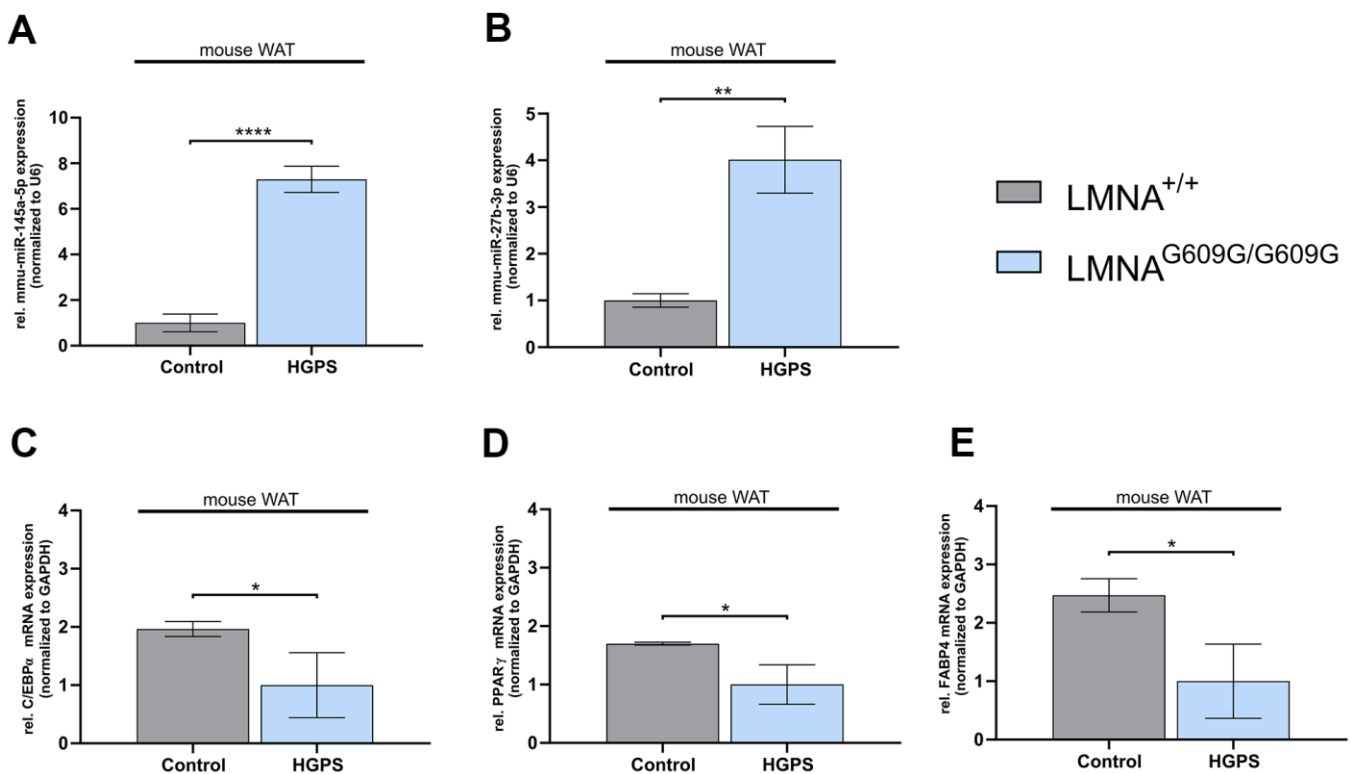 A
mouse WAT
rel. mmu-miR-145a-5p expression
(normalized to U6)
10
8
6
4
2
0
****
Control
HGPS
B
mouse WAT
rel. mmu-miR-27b-3p expression
(normalized to U6)
5
4
3
2
1
0
**
Control
HGPS
LMNA+/+
LMNAG609G/G609G
C
mouse WAT
rel. C/EBPα mRNA expression
(normalized to GAPDH)
4
3
2
1
0
*
Control
HGPS
D
mouse WAT
rel. PPARγ mRNA expression
(normalized to GAPDH)
4
3
2
1
0
*
Control
HGPS
E
mouse WAT
rel. FABP4 mRNA expression
(normalized to GAPDH)
4
3
2
1
0
*
Control
HGPS